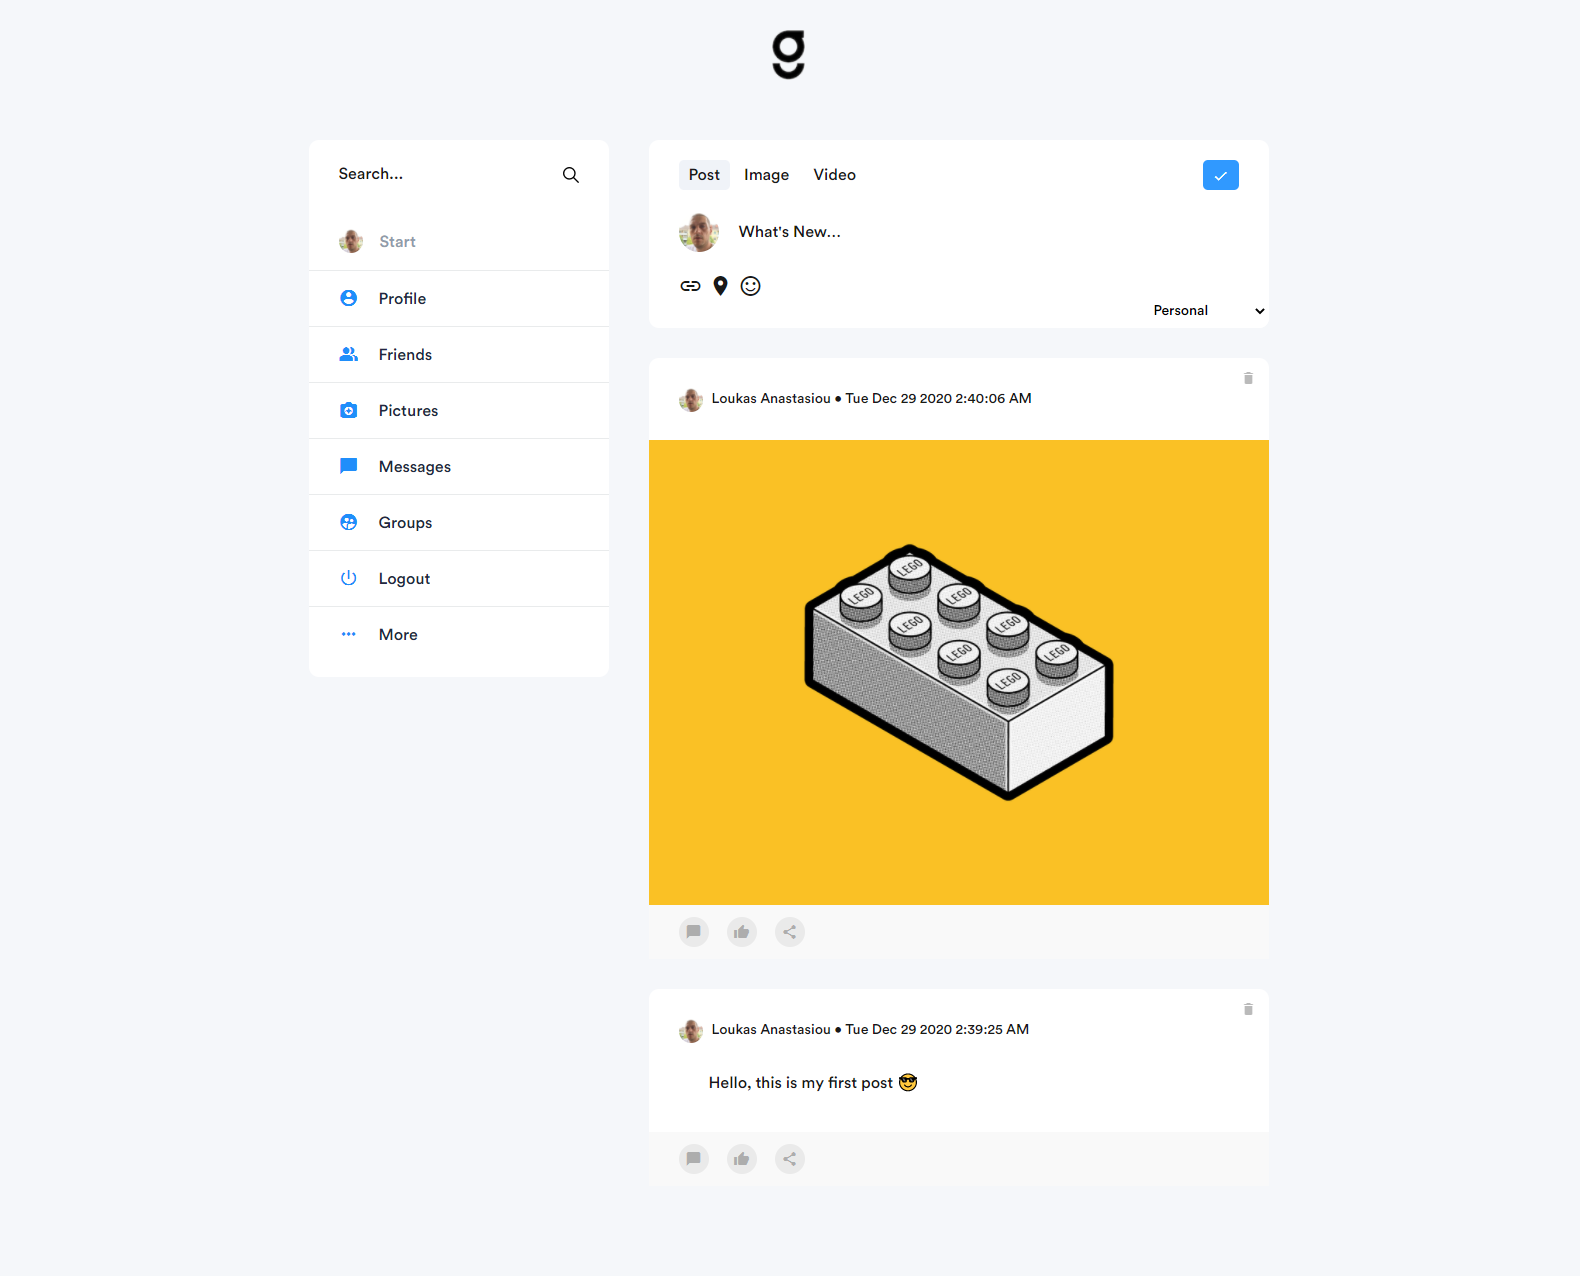 g
Search...
Start
Profile
Friends
Pictures
Messages
Groups
Logout
More
Post Image Video
What's New...
Personal
Loukas Anastasiou • Tue Dec 29 2020 2:40:06 AM
LEGO
LEGO
LEGO
LEGO
LEGO
LEGO
LEGO
LEGO
Loukas Anastasiou • Tue Dec 29 2020 2:39:25 AM
Hello, this is my first post 😎